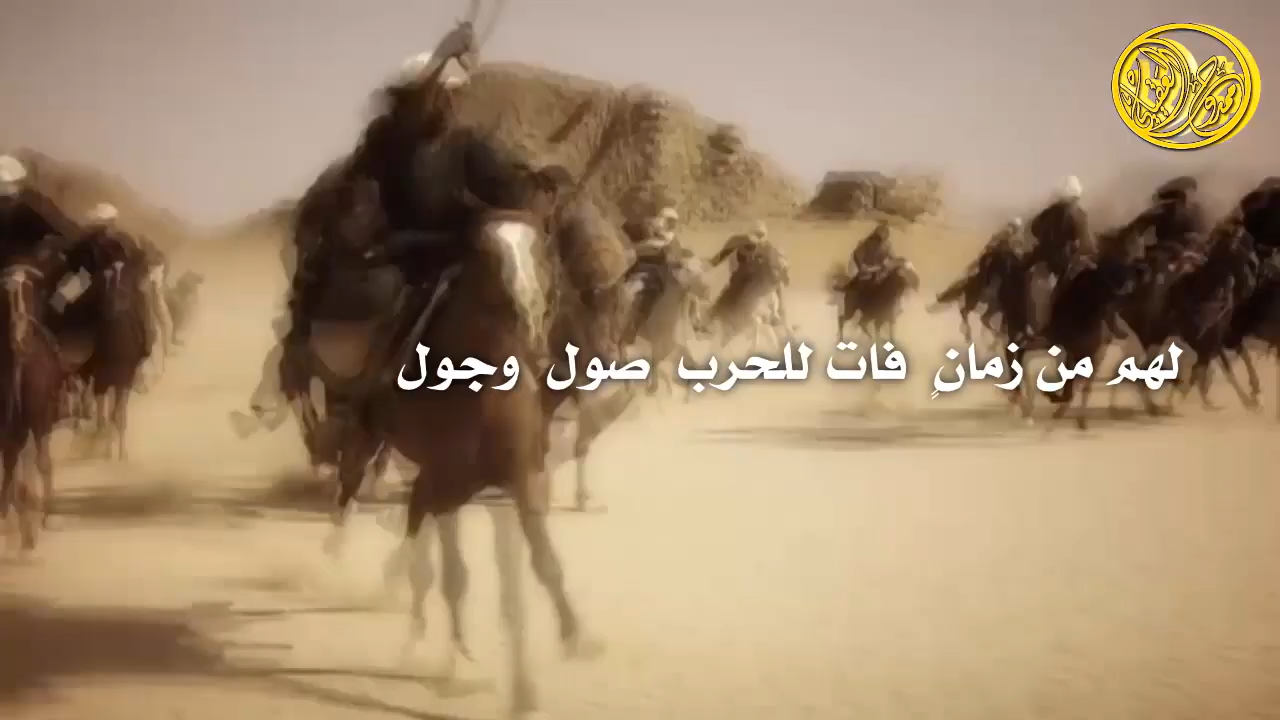 لهم من زمانٍ فات للحرب صول وجول